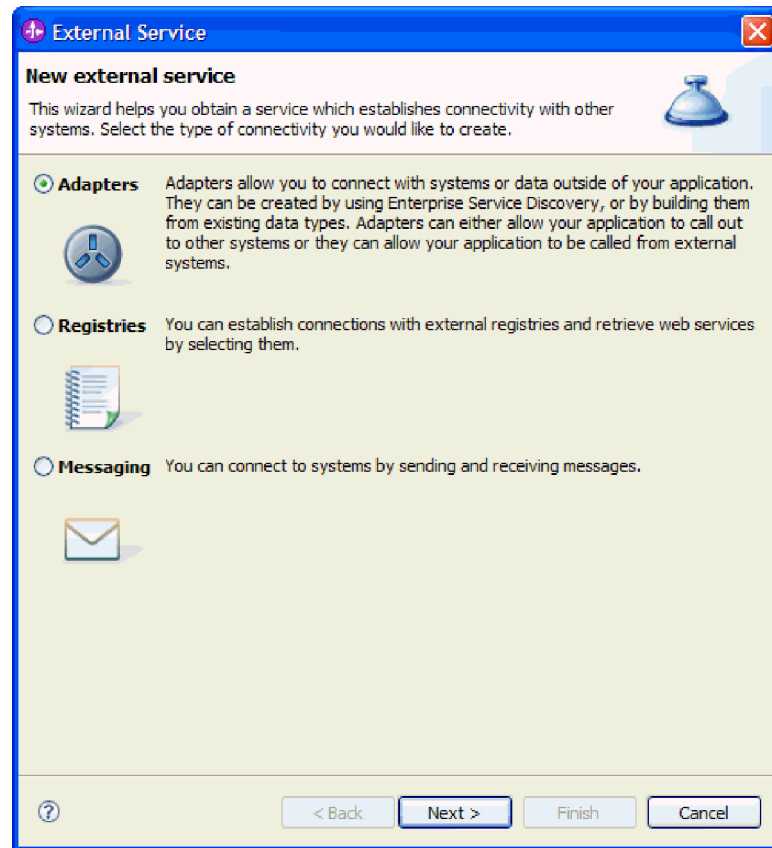 External Service
New external service
This wizard helps you obtain a service which establishes connectivity with other
systems. Select the type of connectivity you would like to create.
Adapters
Adapters allow you to connect with systems or data outside of your application.
They can be created by using Enterprise Service Discovery, or by building them
from existing data types. Adapters can either allow your application to call out
to other systems or they can allow your application to be called from external
systems.
Registries
You can establish connections with external registries and retrieve web services
by selecting them.
Messaging
You can connect to systems by sending and receiving messages.
?
< Back
Next >
Finish
Cancel